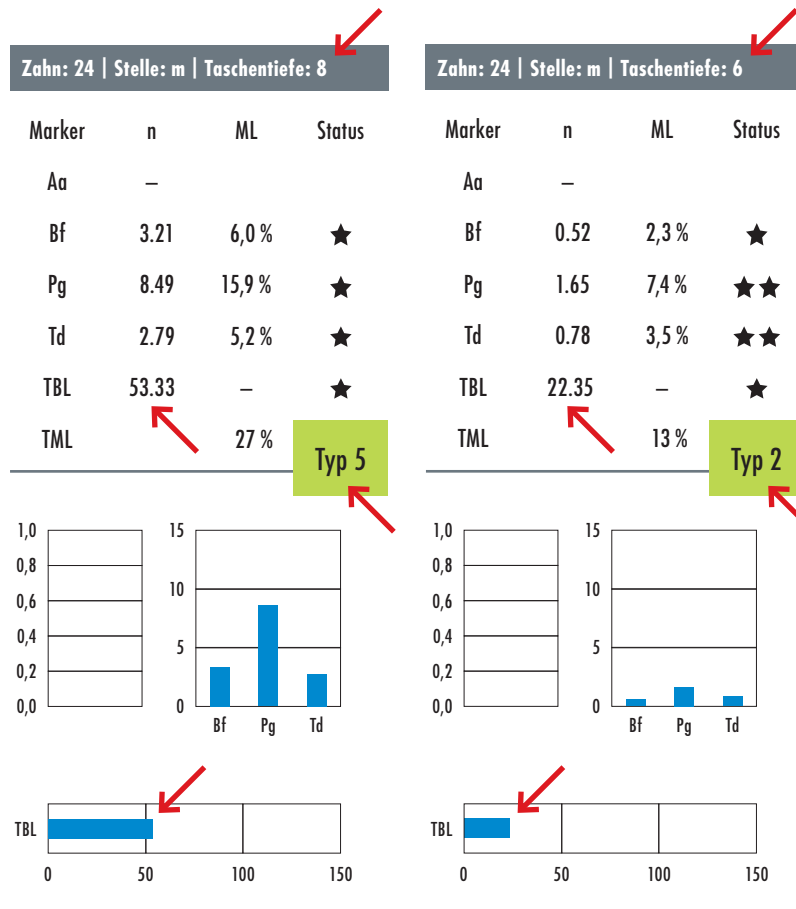 Zahn: 24 | Stelle: m | Taschentiefe: 8
Marker n ML Status
Aa –
Bf 3.21 6,0 % ★
Pg 8.49 15,9 % ★
Td 2.79 5,2 % ★
TBL 53.33 – ★
TML 27 %
Typ 5
1,0
0,8
0,6
0,4
0,2
0,0
15
10
5
0
Bf Pg Td
TBL
0 50 100 150
Zahn: 24 | Stelle: m | Taschentiefe: 6
Marker n ML Status
Aa –
Bf 0.52 2,3 % ★
Pg 1.65 7,4 % ★★
Td 0.78 3,5 % ★★
TBL 22.35 – ★
TML 13 %
Typ 2
1,0
0,8
0,6
0,4
0,2
0,0
15
10
5
0
Bf Pg Td
TBL
0 50 100 150